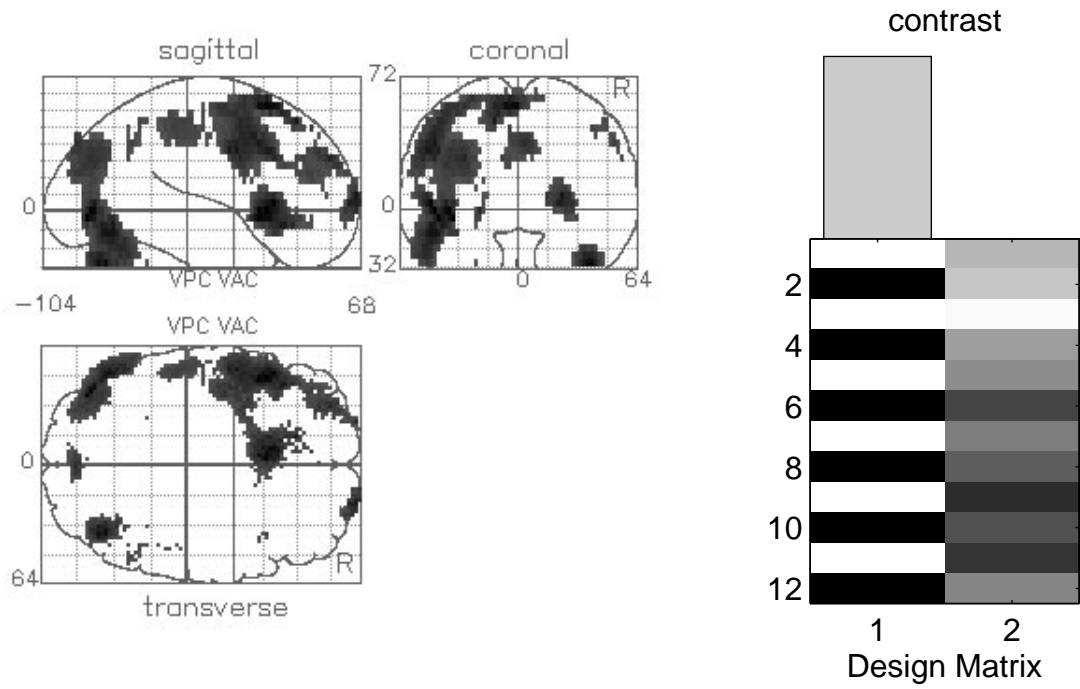 sagittal
coronal
72
R
0
0
32
VPC VAC
0
64
−104
68
VPC VAC
0
64
R
transverse
contrast
2
4
6
8
10
12
1
2
Design Matrix